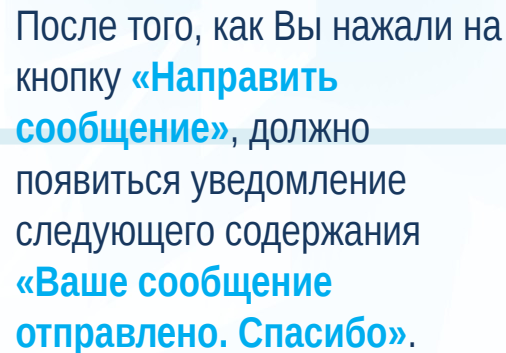 После того, как Вы нажали на
кнопку «Направить
сообщение», должно
появиться уведомление
следующего содержания
«Ваше сообщение
отправлено. Спасибо».